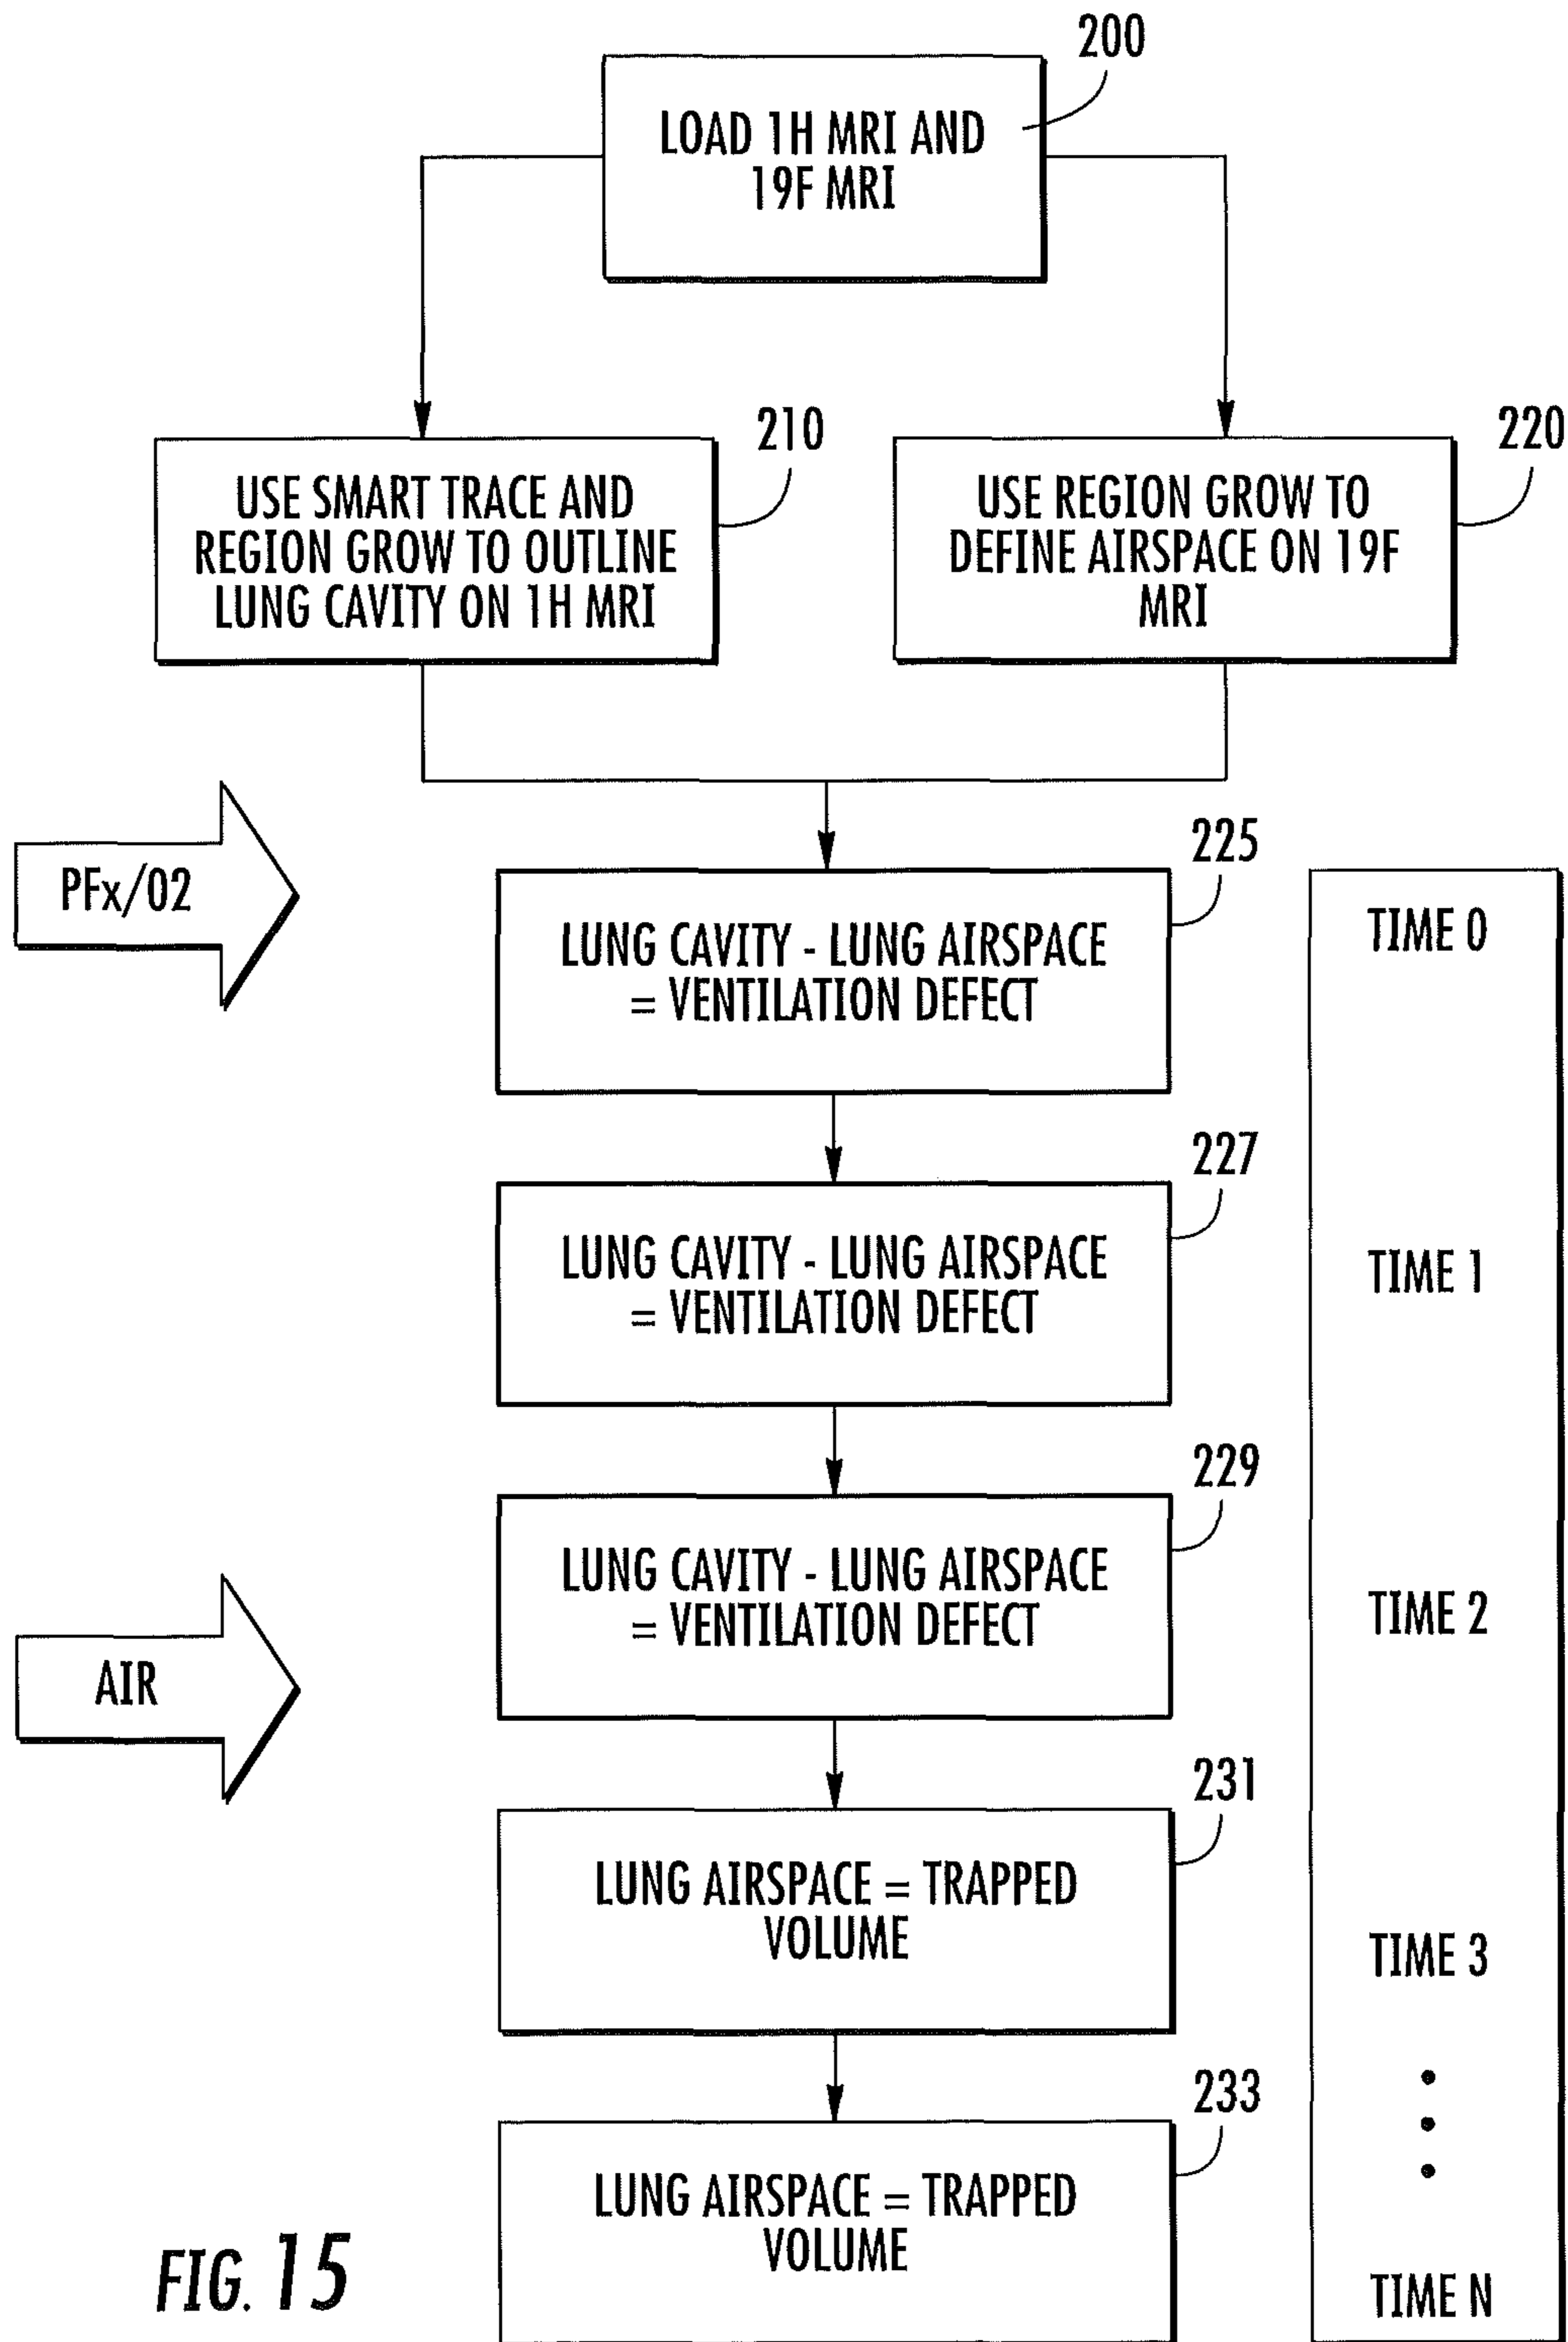 200
LOAD 1H MRI AND
19F MRI
210
USE SMART TRACE AND
REGION GROW TO OUTLINE
LUNG CAVITY ON 1H MRI
220
USE REGION GROW TO
DEFINE AIRSPACE ON 19F
MRI
PFx/02
225
LUNG CAVITY - LUNG AIRSPACE
= VENTILATION DEFECT
TIME 0
227
LUNG CAVITY - LUNG AIRSPACE
= VENTILATION DEFECT
TIME 1
229
LUNG CAVITY - LUNG AIRSPACE
= VENTILATION DEFECT
TIME 2
AIR
231
LUNG AIRSPACE = TRAPPED
VOLUME
TIME 3
233
LUNG AIRSPACE = TRAPPED
VOLUME
TIME N
FIG. 15